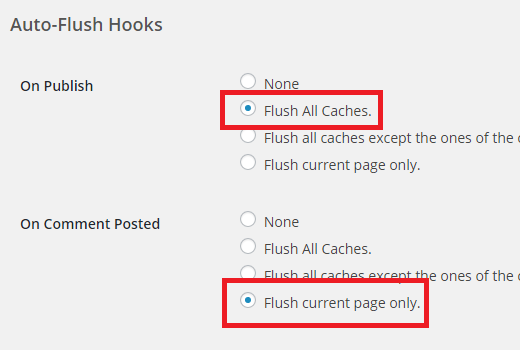 Auto-Flush Hooks
On Publish
None
Flush All Caches.
Flush all caches except the ones of the
Flush current page only.
On Comment Posted
None
Flush All Caches.
Flush all caches except the ones of the
Flush current page only.